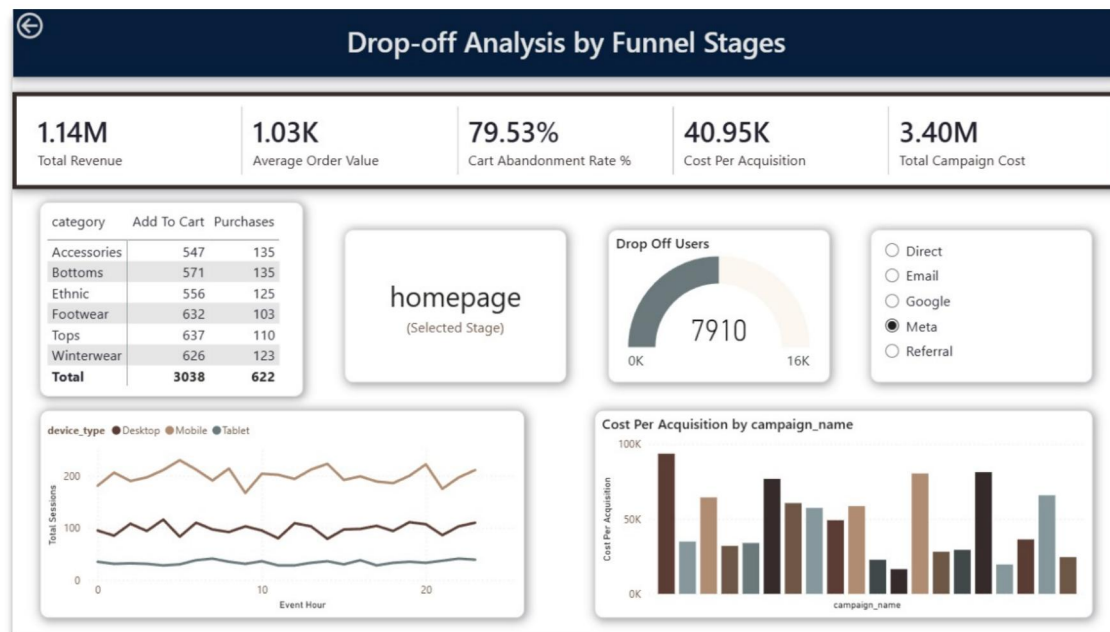 Drop-off Analysis by Funnel Stages
1.14M
Total Revenue
1.03K
Average Order Value
79.53%
Cart Abandonment Rate %
40.95K
Cost Per Acquisition
3.40M
Total Campaign Cost
category Add To Cart Purchases
Accessories 547 135
Bottoms 571 135
Ethnic 556 125
Footwear 632 103
Tops 637 110
Winterwear 626 123
Total 3038 622
homepage
(Selected Stage)
Drop Off Users
7910
0K 16K
Direct
Email
Google
Meta
Referral
device_type Desktop Mobile Tablet
Total Sessions
200
100
0
0 10 20
Event Hour
Cost Per Acquisition by campaign_name
Cost Per Acquisition
100K
50K
0K
campaign_name